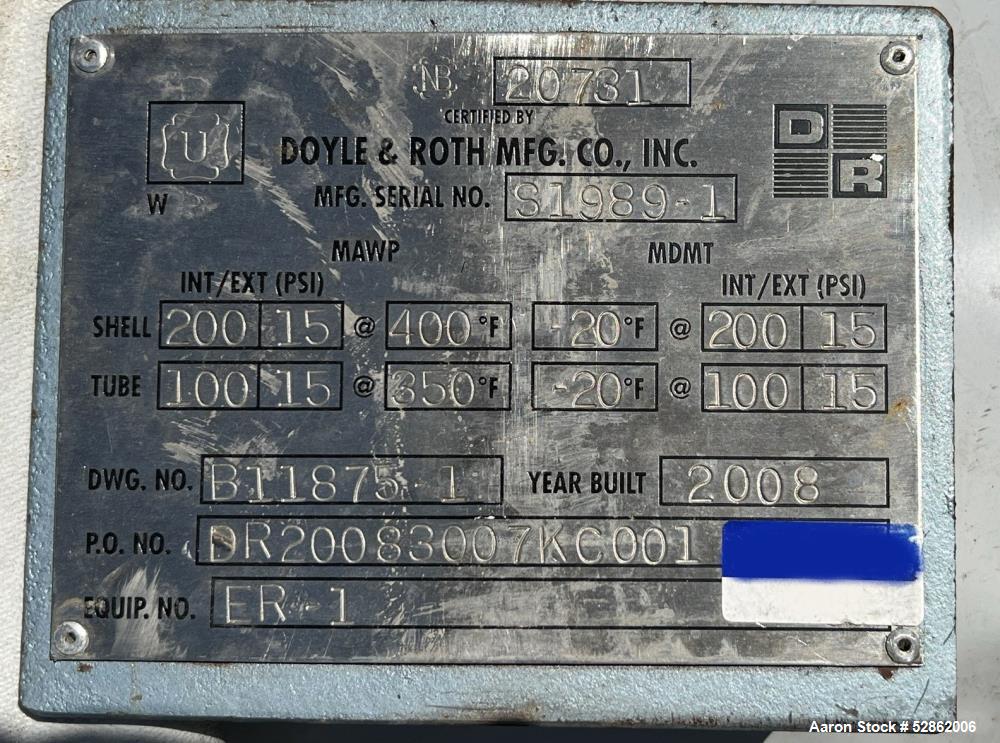 NB 20731
CERTIFIED BY
U
DOYLE & ROTH MFG. CO., INC.
D R
W
MFG. SERIAL NO. S1989-1
MAWP MDMT
INT/EXT (PSI) INT/EXT (PSI)
SHELL 200 15 @ 400 °F -20 °F @ 200 15
TUBE 100 15 @ 350 °F -20 °F @ 100 15
DWG. NO. B11875-1 YEAR BUILT 2008
P.O. NO. DR20083007KC001
EQUIP. NO. ER-1
Aaron Stock # 52862006